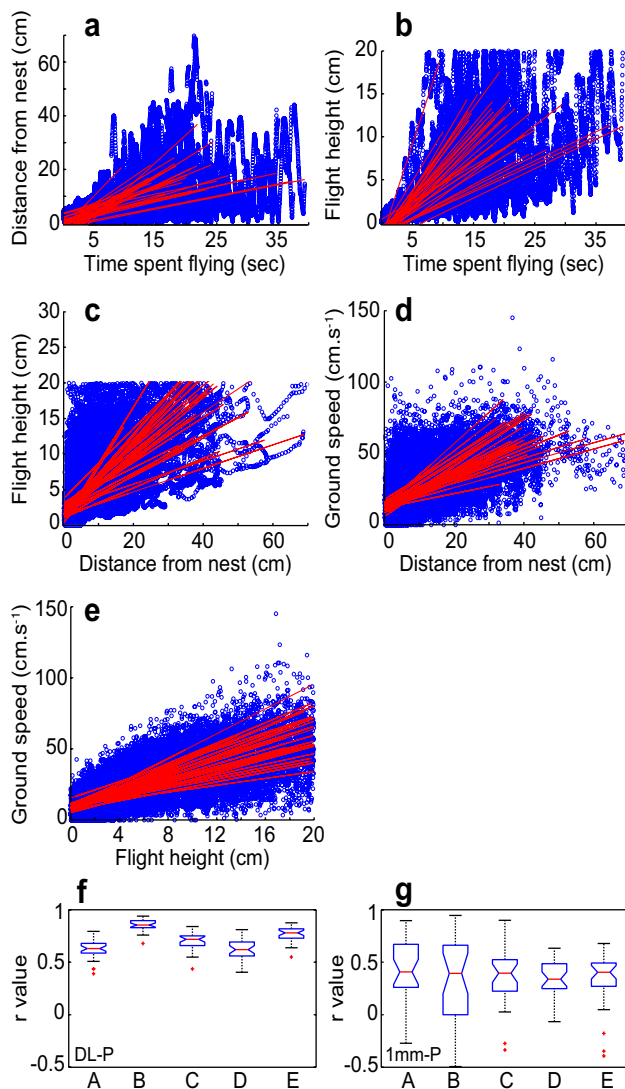 a
Distance from nest (cm)
60
40
20
0
5 15 25 35
Time spent flying (sec)
b
Flight height (cm)
20
15
10
5
0
5 15 25 35
Time spent flying (sec)
c
Flight height (cm)
30
25
20
15
10
5
0
0 20 40 60
Distance from nest (cm)
d
Ground speed (cm.s⁻¹)
150
100
50
0
0 20 40 60
Distance from nest (cm)
e
Ground speed (cm.s⁻¹)
150
100
50
0
0 4 8 12 16 20
Flight height (cm)
f
r value
1
0.5
0
-0.5
DL-P
A B C D E
g
r value
1
0.5
0
-0.5
1mm-P
A B C D E